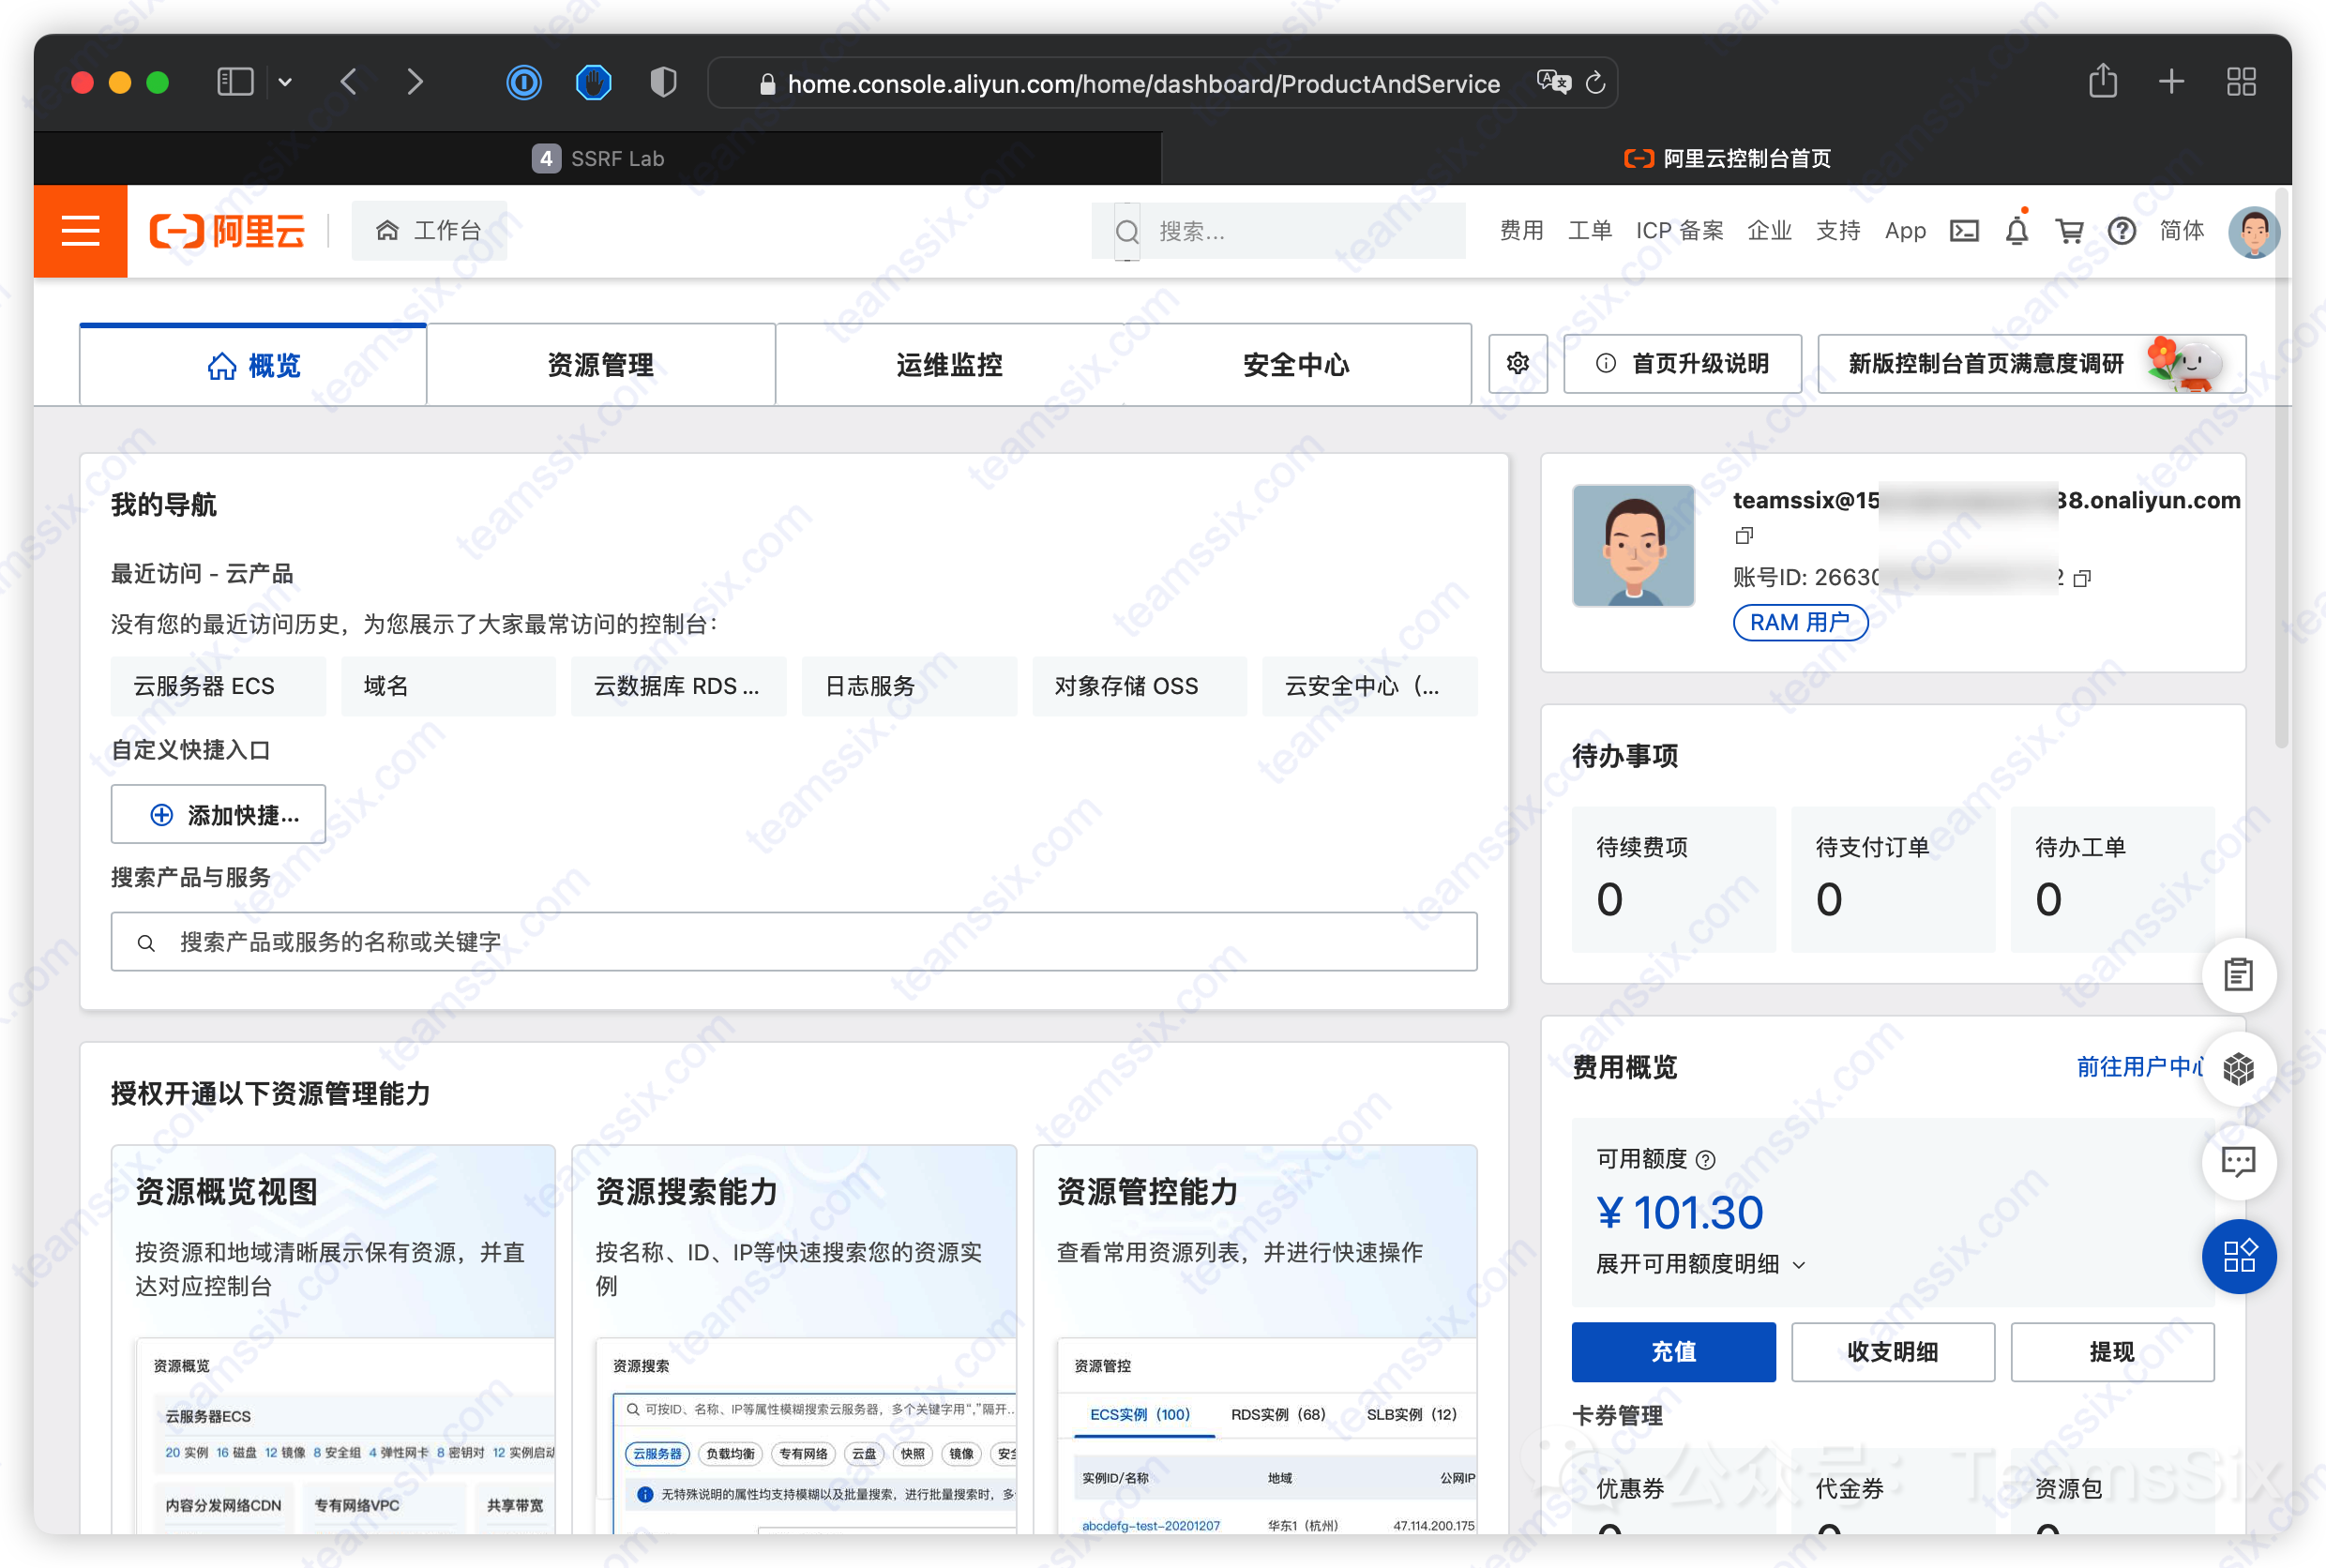 home.console.aliyun.com/home/dashboard/ProductAndService
4 SSRF Lab
阿里云控制台首页
阿里云
工作台
搜索...
费用 工单 ICP 备案 企业 支持 App 简体
概览
资源管理
运维监控
安全中心
首页升级说明
新版控制台首页满意度调研
我的导航
最近访问 - 云产品
没有您的最近访问历史，为您展示了大家最常访问的控制台：
云服务器 ECS
域名
云数据库 RDS ...
日志服务
对象存储 OSS
云安全中心（...
自定义快捷入口
添加快捷...
搜索产品与服务
搜索产品或服务的名称或关键字
授权开通以下资源管理能力
资源概览视图
按资源和地域清晰展示保有资源，并直
达对应控制台
资源概览
云服务器ECS
20 实例 16 磁盘 12 镜像 8 安全组 4 弹性网卡 8 密钥对 12 实例启动
内容分发网络CDN
专有网络VPC
共享带宽
资源搜索能力
按名称、ID、IP等快速搜索您的资源实
例
资源搜索
可按ID、名称、IP等属性模糊搜索云服务器，多个关键字用“,”隔开...
云服务器 负载均衡 专有网络 云盘 快照 镜像 安全
无特殊说明的属性均支持模糊以及批量搜索，进行批量搜索时，多
资源管控能力
查看常用资源列表，并进行快速操作
资源管控
ECS实例（100） RDS实例（68） SLB实例（12）
实例ID/名称 地域 公网IP
abcdefg-test-20201207 华东1（杭州） 47.114.200.175
teamssix@15 38.onaliyun.com
账号ID: 26630 2
RAM 用户
待办事项
待续费项
0
待支付订单
0
待办工单
0
费用概览
前往用户中心
可用额度
¥ 101.30
展开可用额度明细
充值
收支明细
提现
卡券管理
优惠券
0
代金券
0
资源包
0
公众号：TeamsSix
teamssix.com